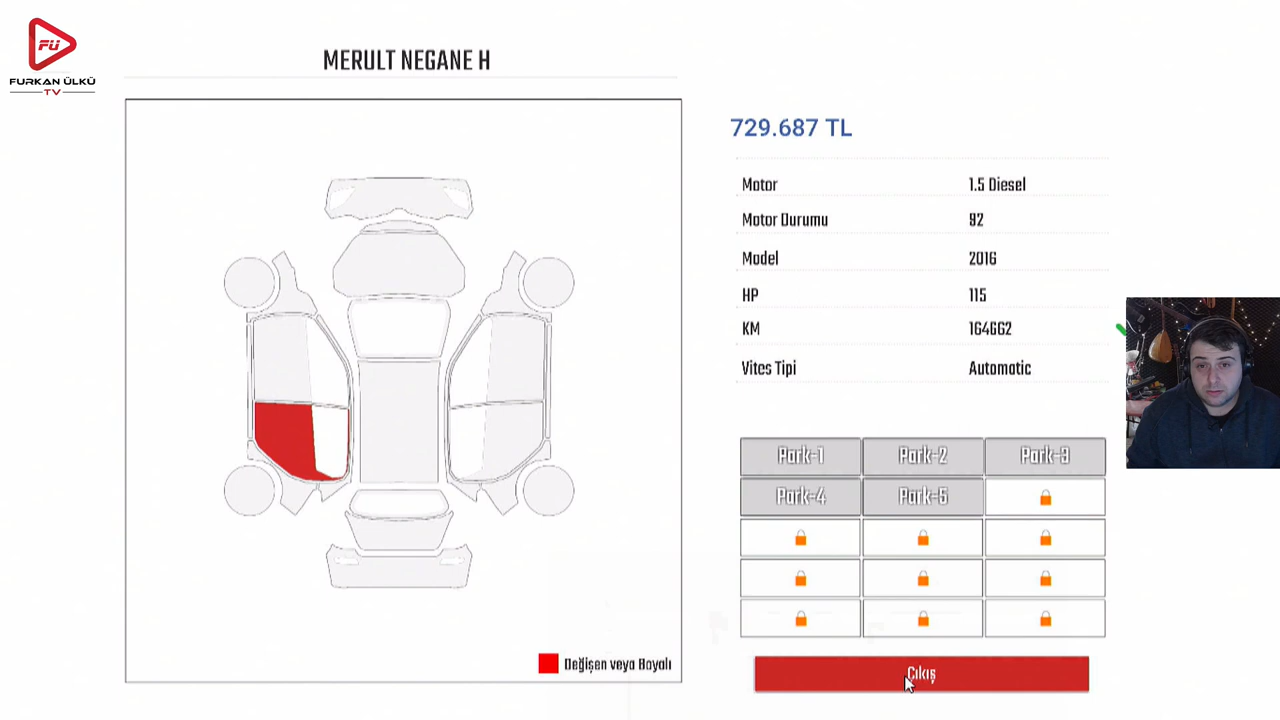 FU
FURKAN ÜLKÜ
TV
MERULT NEGANE H
729.687 TL
Motor 1.5 Diesel
Motor Durumu 92
Model 2016
HP 115
KM 164662
Vites Tipi Automatic
Park-1 Park-2 Park-3
Park-4 Park-5
Değişen veya Boyalı
Çıkış